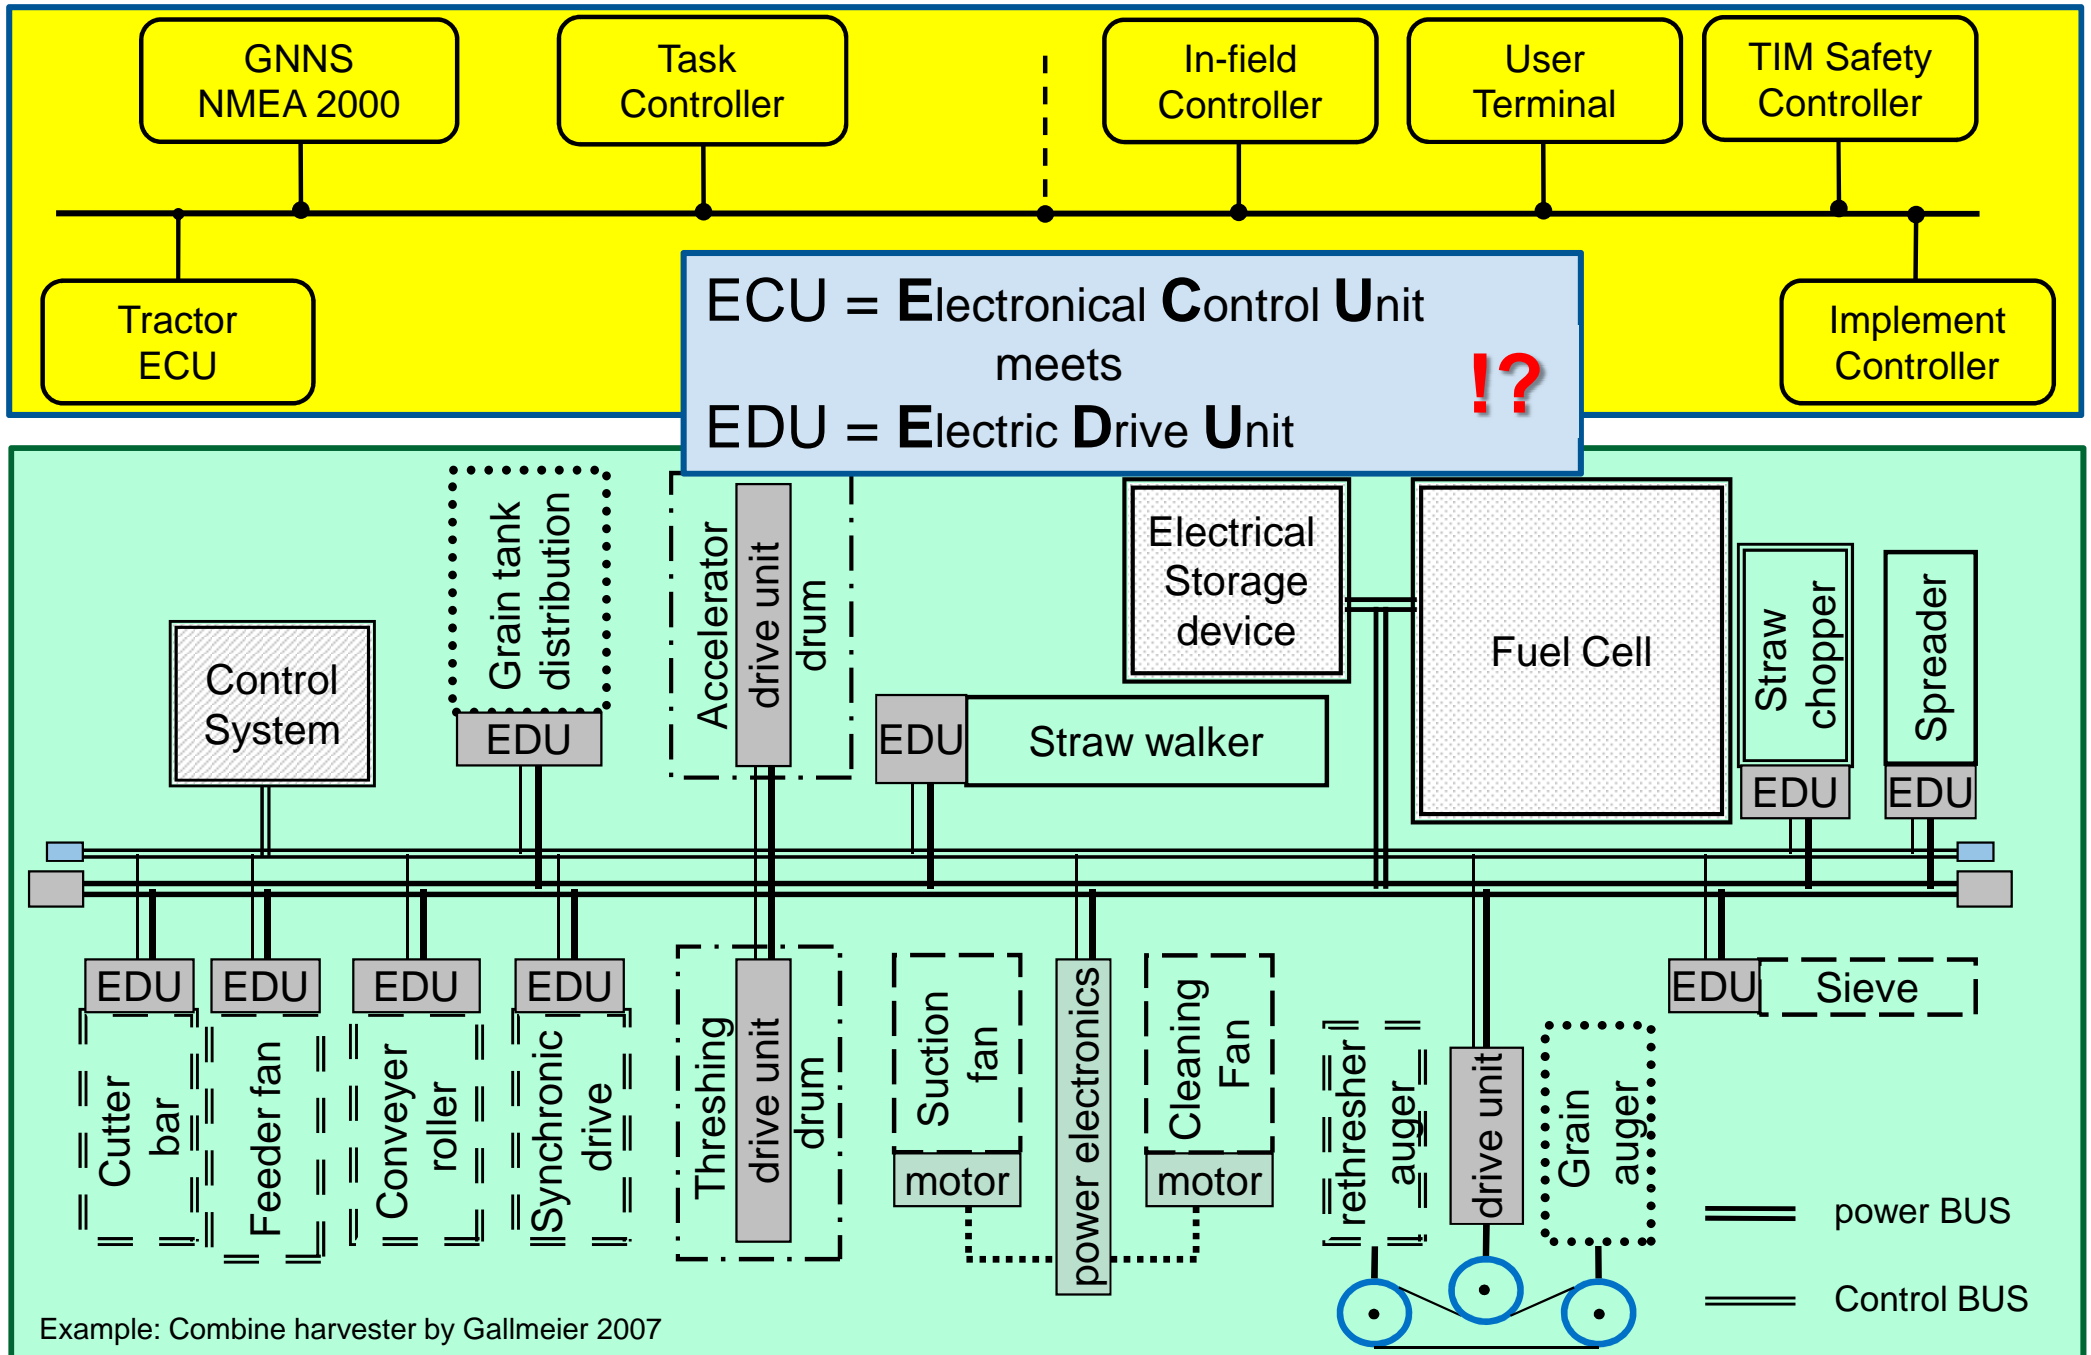 GNNS
NMEA 2000
Task
Controller
In-field
Controller
User
Terminal
TIM Safety
Controller
Tractor
ECU
Implement
Controller
ECU = Electronical Control Unit
meets
EDU = Electric Drive Unit
!?
Control
System
Grain tank
distribution
EDU
Accelerator
drive unit
drum
EDU
Straw walker
Electrical
Storage
device
Fuel Cell
Straw
chopper
EDU
Spreader
EDU
EDU
Cutter
bar
EDU
Feeder fan
EDU
Conveyer
roller
EDU
Synchronic
drive
Threshing
drive unit
drum
Suction
fan
motor
power electronics
Cleaning
Fan
motor
rethresher
auger
drive unit
Grain
auger
EDU
Sieve
power BUS
Control BUS
Example: Combine harvester by Gallmeier 2007